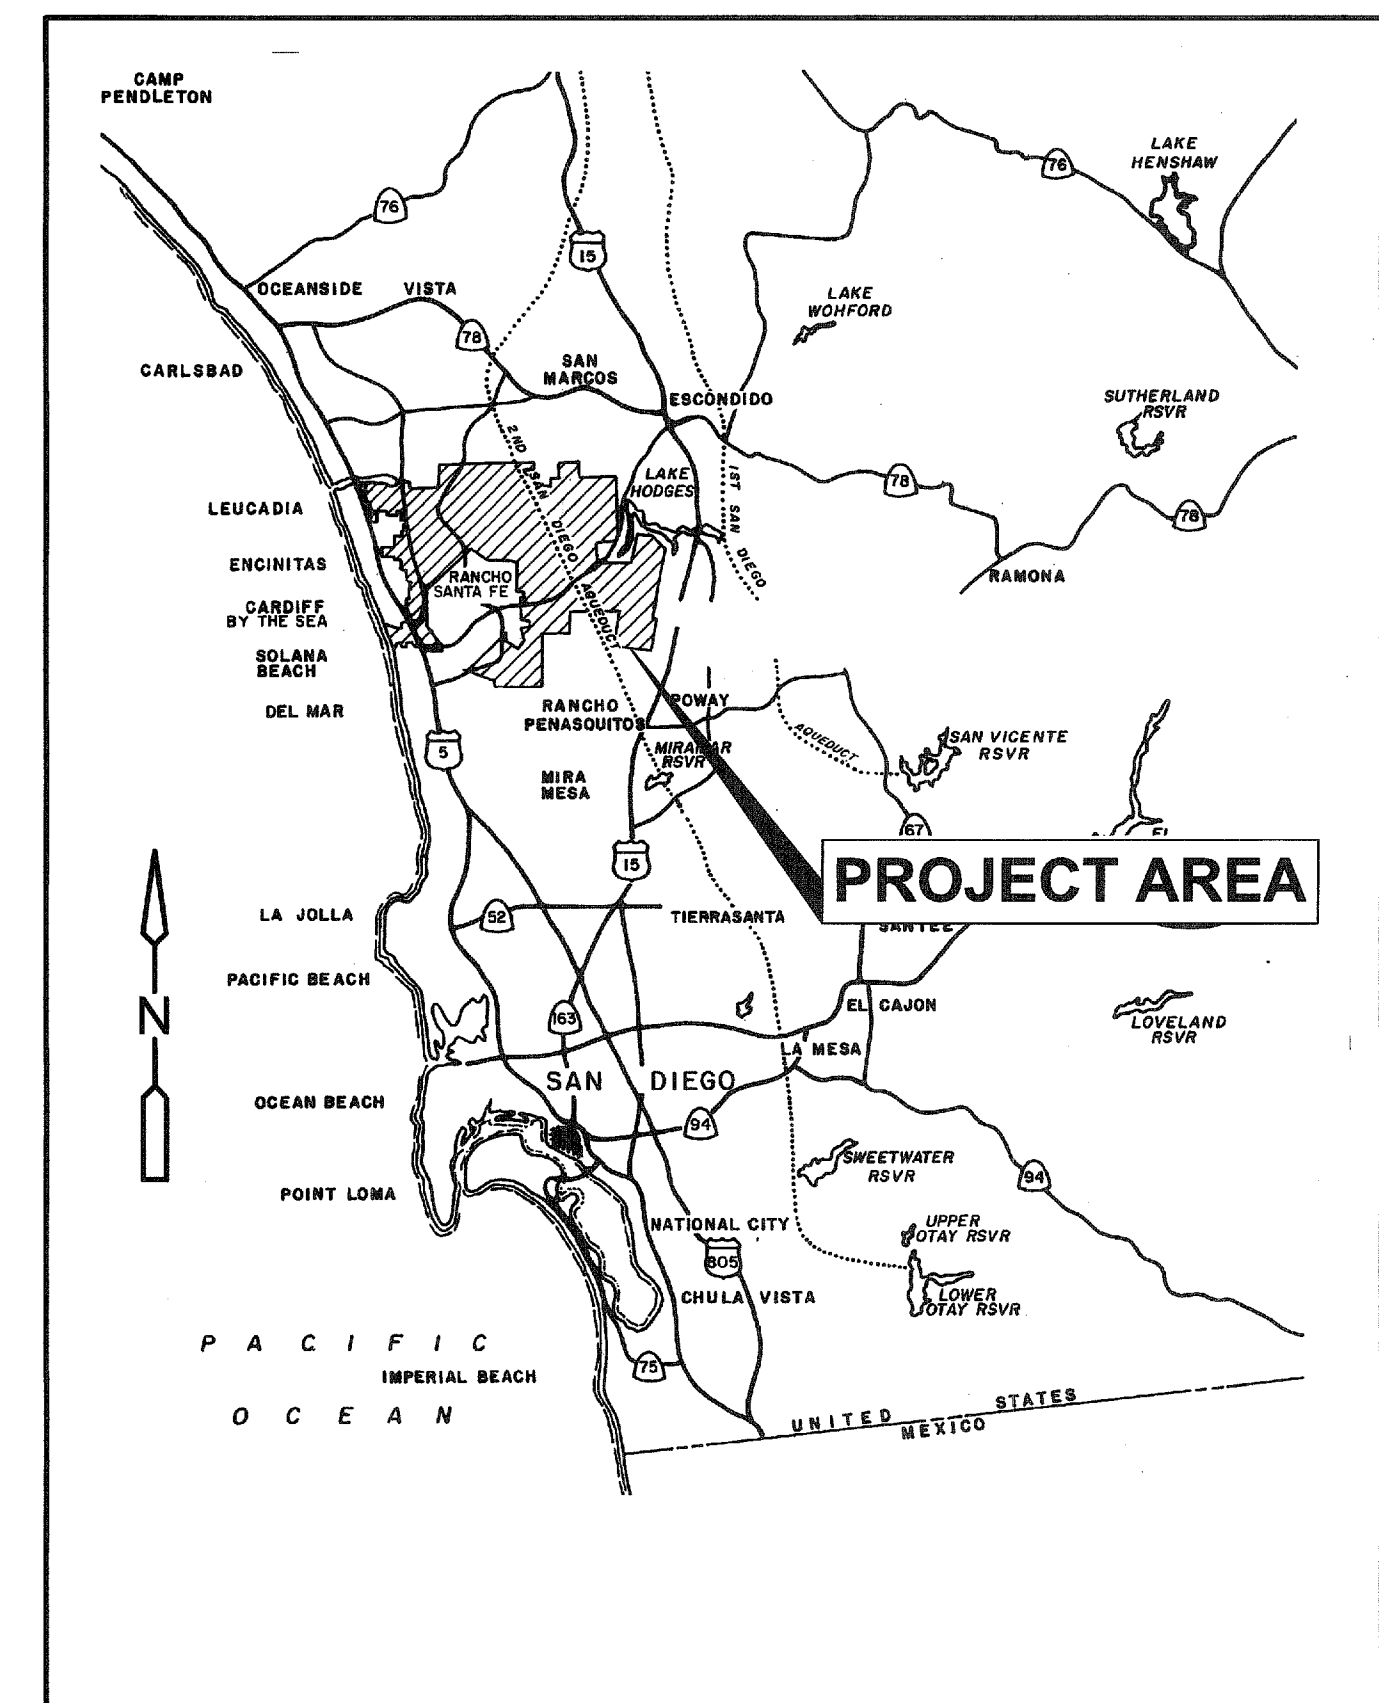 CAMP
PENDLETON
76
76
LAKE
HENSHAW
15
OCEANSIDE
VISTA
LAKE
WOHFORD
78
CARLSBAD
SAN
MARCOS
ESCONDIDO
SUTHERLAND
RSVR
2ND SAN DIEGO AQUEDUCT
1ST SAN DIEGO
LAKE
HODGES
78
78
LEUCADIA
ENCINITAS
RANCHO
SANTA FE
RAMONA
CARDIFF
BY THE SEA
SOLANA
BEACH
DEL MAR
RANCHO
PENASQUITOS
POWAY
5
MIRAMAR
RSVR
AQUEDUCT
SAN VICENTE
RSVR
MIRA
MESA
67
EL
15
PROJECT AREA
LA JOLLA
52
TIERRASANTA
SANTEE
PACIFIC BEACH
N
163
EL CAJON
LOVELAND
RSVR
LA MESA
SAN DIEGO
OCEAN BEACH
94
SWEETWATER
RSVR
94
POINT LOMA
NATIONAL CITY
UPPER
OTAY RSVR
805
CHULA VISTA
LOWER
OTAY RSVR
PACIFIC
OCEAN
75
IMPERIAL BEACH
UNITED STATES
MEXICO